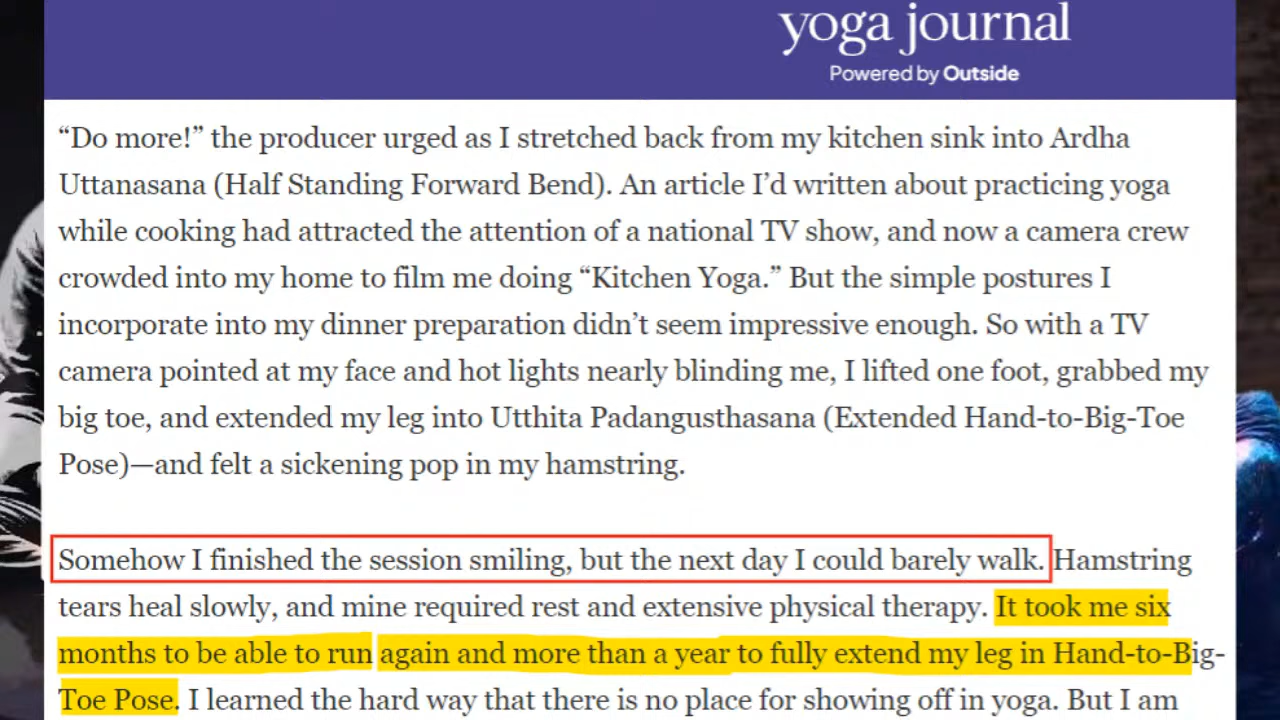 yoga journal
Powered by Outside
“Do more!” the producer urged as I stretched back from my kitchen sink into Ardha
Uttanasana (Half Standing Forward Bend). An article I’d written about practicing yoga
while cooking had attracted the attention of a national TV show, and now a camera crew
crowded into my home to film me doing “Kitchen Yoga.” But the simple postures I
incorporate into my dinner preparation didn’t seem impressive enough. So with a TV
camera pointed at my face and hot lights nearly blinding me, I lifted one foot, grabbed my
big toe, and extended my leg into Utthita Padangusthasana (Extended Hand-to-Big-Toe
Pose)—and felt a sickening pop in my hamstring.
Somehow I finished the session smiling, but the next day I could barely walk. Hamstring
tears heal slowly, and mine required rest and extensive physical therapy. It took me six
months to be able to run again and more than a year to fully extend my leg in Hand-to-Big-
Toe Pose. I learned the hard way that there is no place for showing off in yoga. But I am